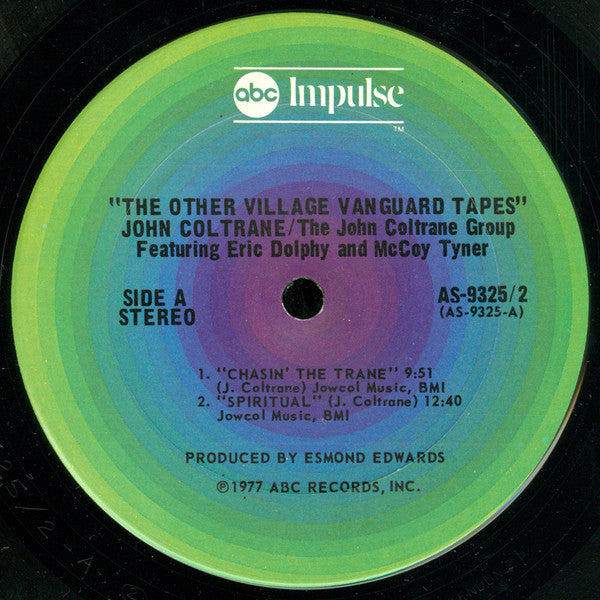 abc Impulse
TM
"THE OTHER VILLAGE VANGUARD TAPES"
JOHN COLTRANE/The John Coltrane Group
Featuring Eric Dolphy and McCoy Tyner
SIDE A
STEREO
AS-9325/2
(AS-9325-A)
1. "CHASIN' THE TRANE" 9:51
(J. Coltrane) Jowcol Music, BMI
2. "SPIRITUAL" (J. Coltrane) 12:40
Jowcol Music, BMI
PRODUCED BY ESMOND EDWARDS
℗1977 ABC RECORDS, INC.